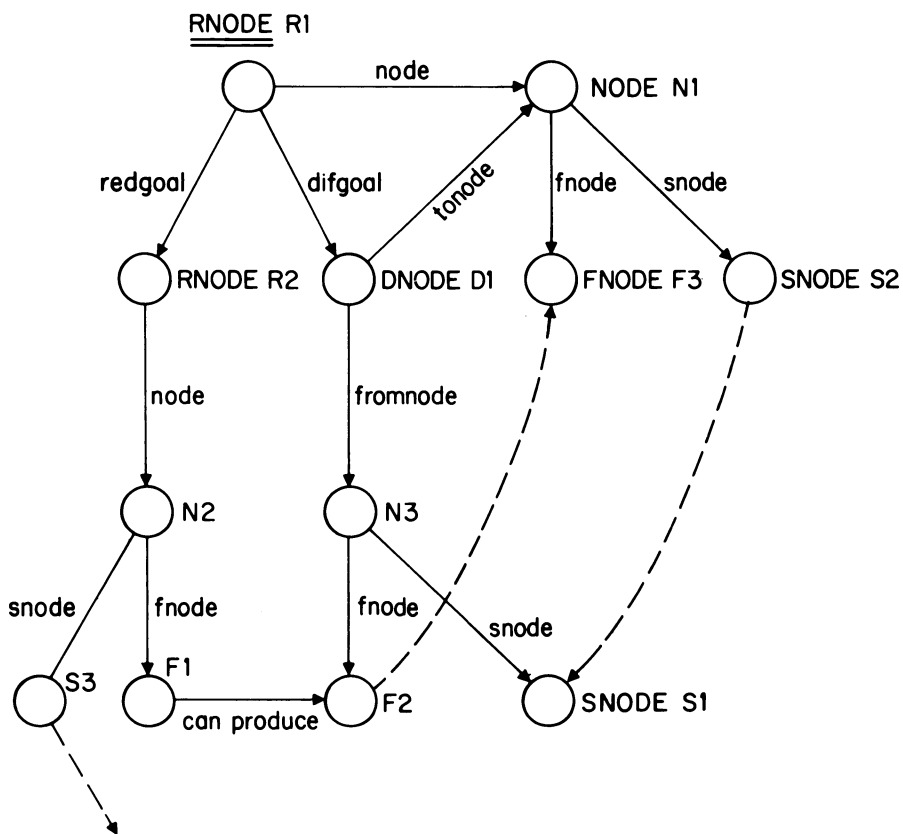 RNODE R1
node
NODE N1
redgoal
difgoal
tonode
fnode
snode
RNODE R2
DNODE D1
FNODE F3
SNODE S2
node
fromnode
N2
N3
snode
fnode
fnode
snode
S3
F1
can produce
F2
SNODE S1